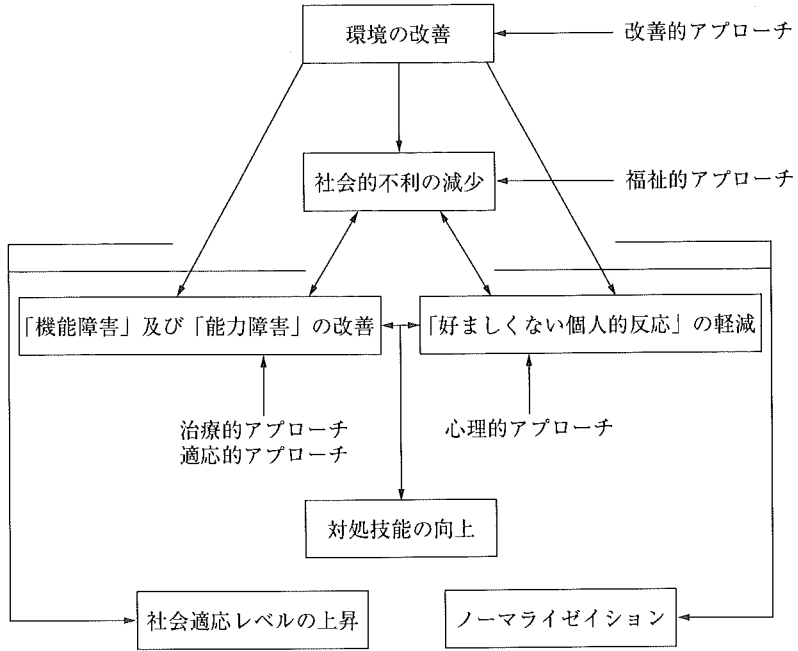 環境の改善
改善的アプローチ
社会的不利の減少
福祉的アプローチ
「機能障害」及び「能力障害」の改善
「好ましくない個人的反応」の軽減
治療的アプローチ
適応的アプローチ
心理的アプローチ
対処技能の向上
社会適応レベルの上昇
ノーマライゼイション